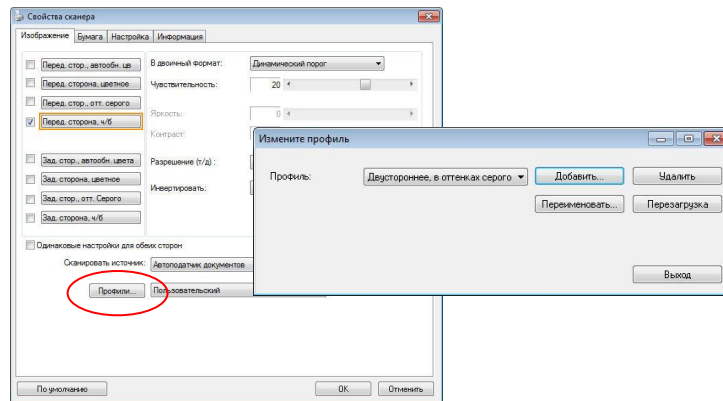 Свойства сканера
Изображение Бумага Настройка Информация
Перед. стор., автообн. цв
В двоичный формат:
Динамический порог
Перед. сторона, цветное
Чувствительность:
20
Перед. стор., отт. серого
Яркость:
0
Перед. сторона, ч/б
Контраст:
Зад. стор., автообн. цвета
Разрешение (т/д) :
Зад. сторона, цветное
Инвертировать:
Зад. стор., отт. Серого
Зад. сторона, ч/б
Одинаковые настройки для обеих сторон
Сканировать источник:
Автоподатчик документов
Профили...
Пользовательский
По умолчанию
OK
Отменить
Измените профиль
Профиль:
Двустороннее, в оттенках серого
Добавить...
Удалить
Переименовать...
Перезагрузка
Выход